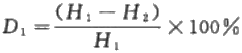 D₁ = (H₁ − H₂) / H₁ × 100%